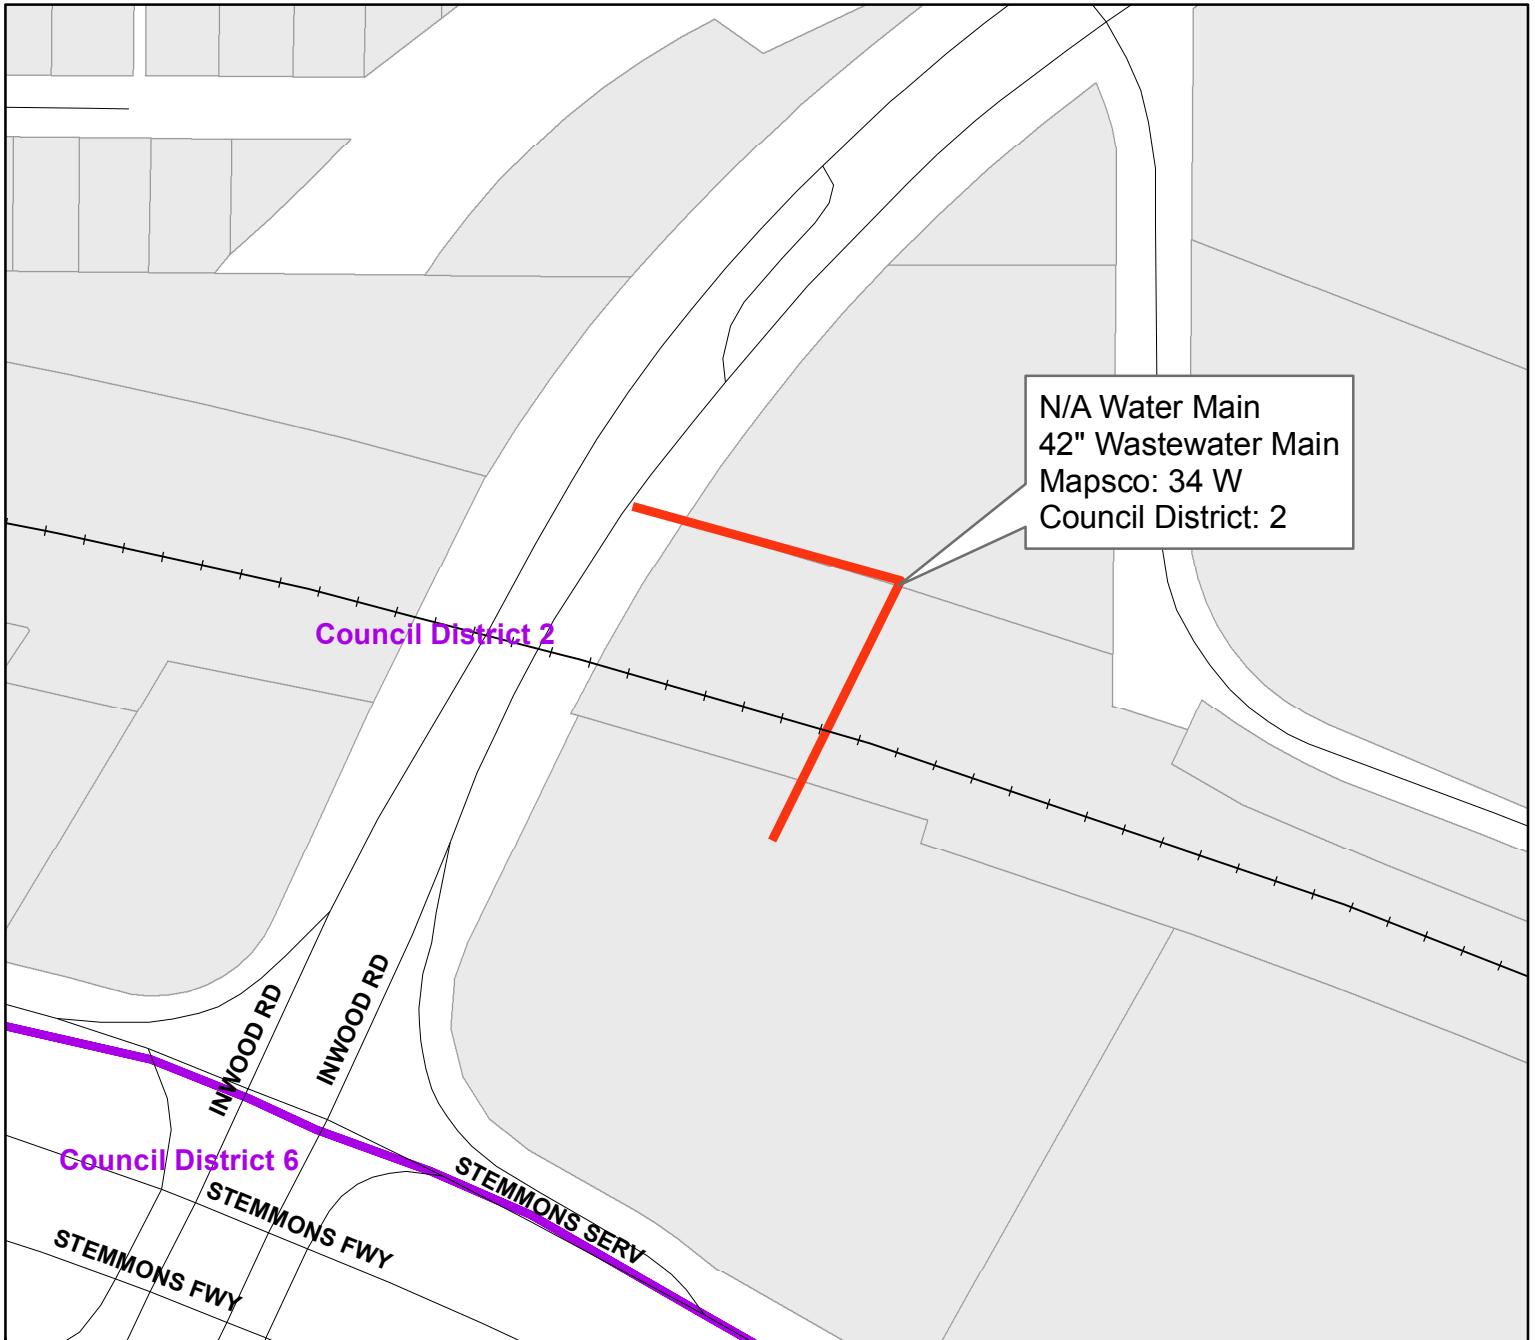 N/A Water Main
42" Wastewater Main
Mapsco: 34 W
Council District: 2
Council District 2
INWOOD RD
INWOOD RD
Council District 6
STEMMONS SERV
STEMMONS FWY
STEMMONS FWY